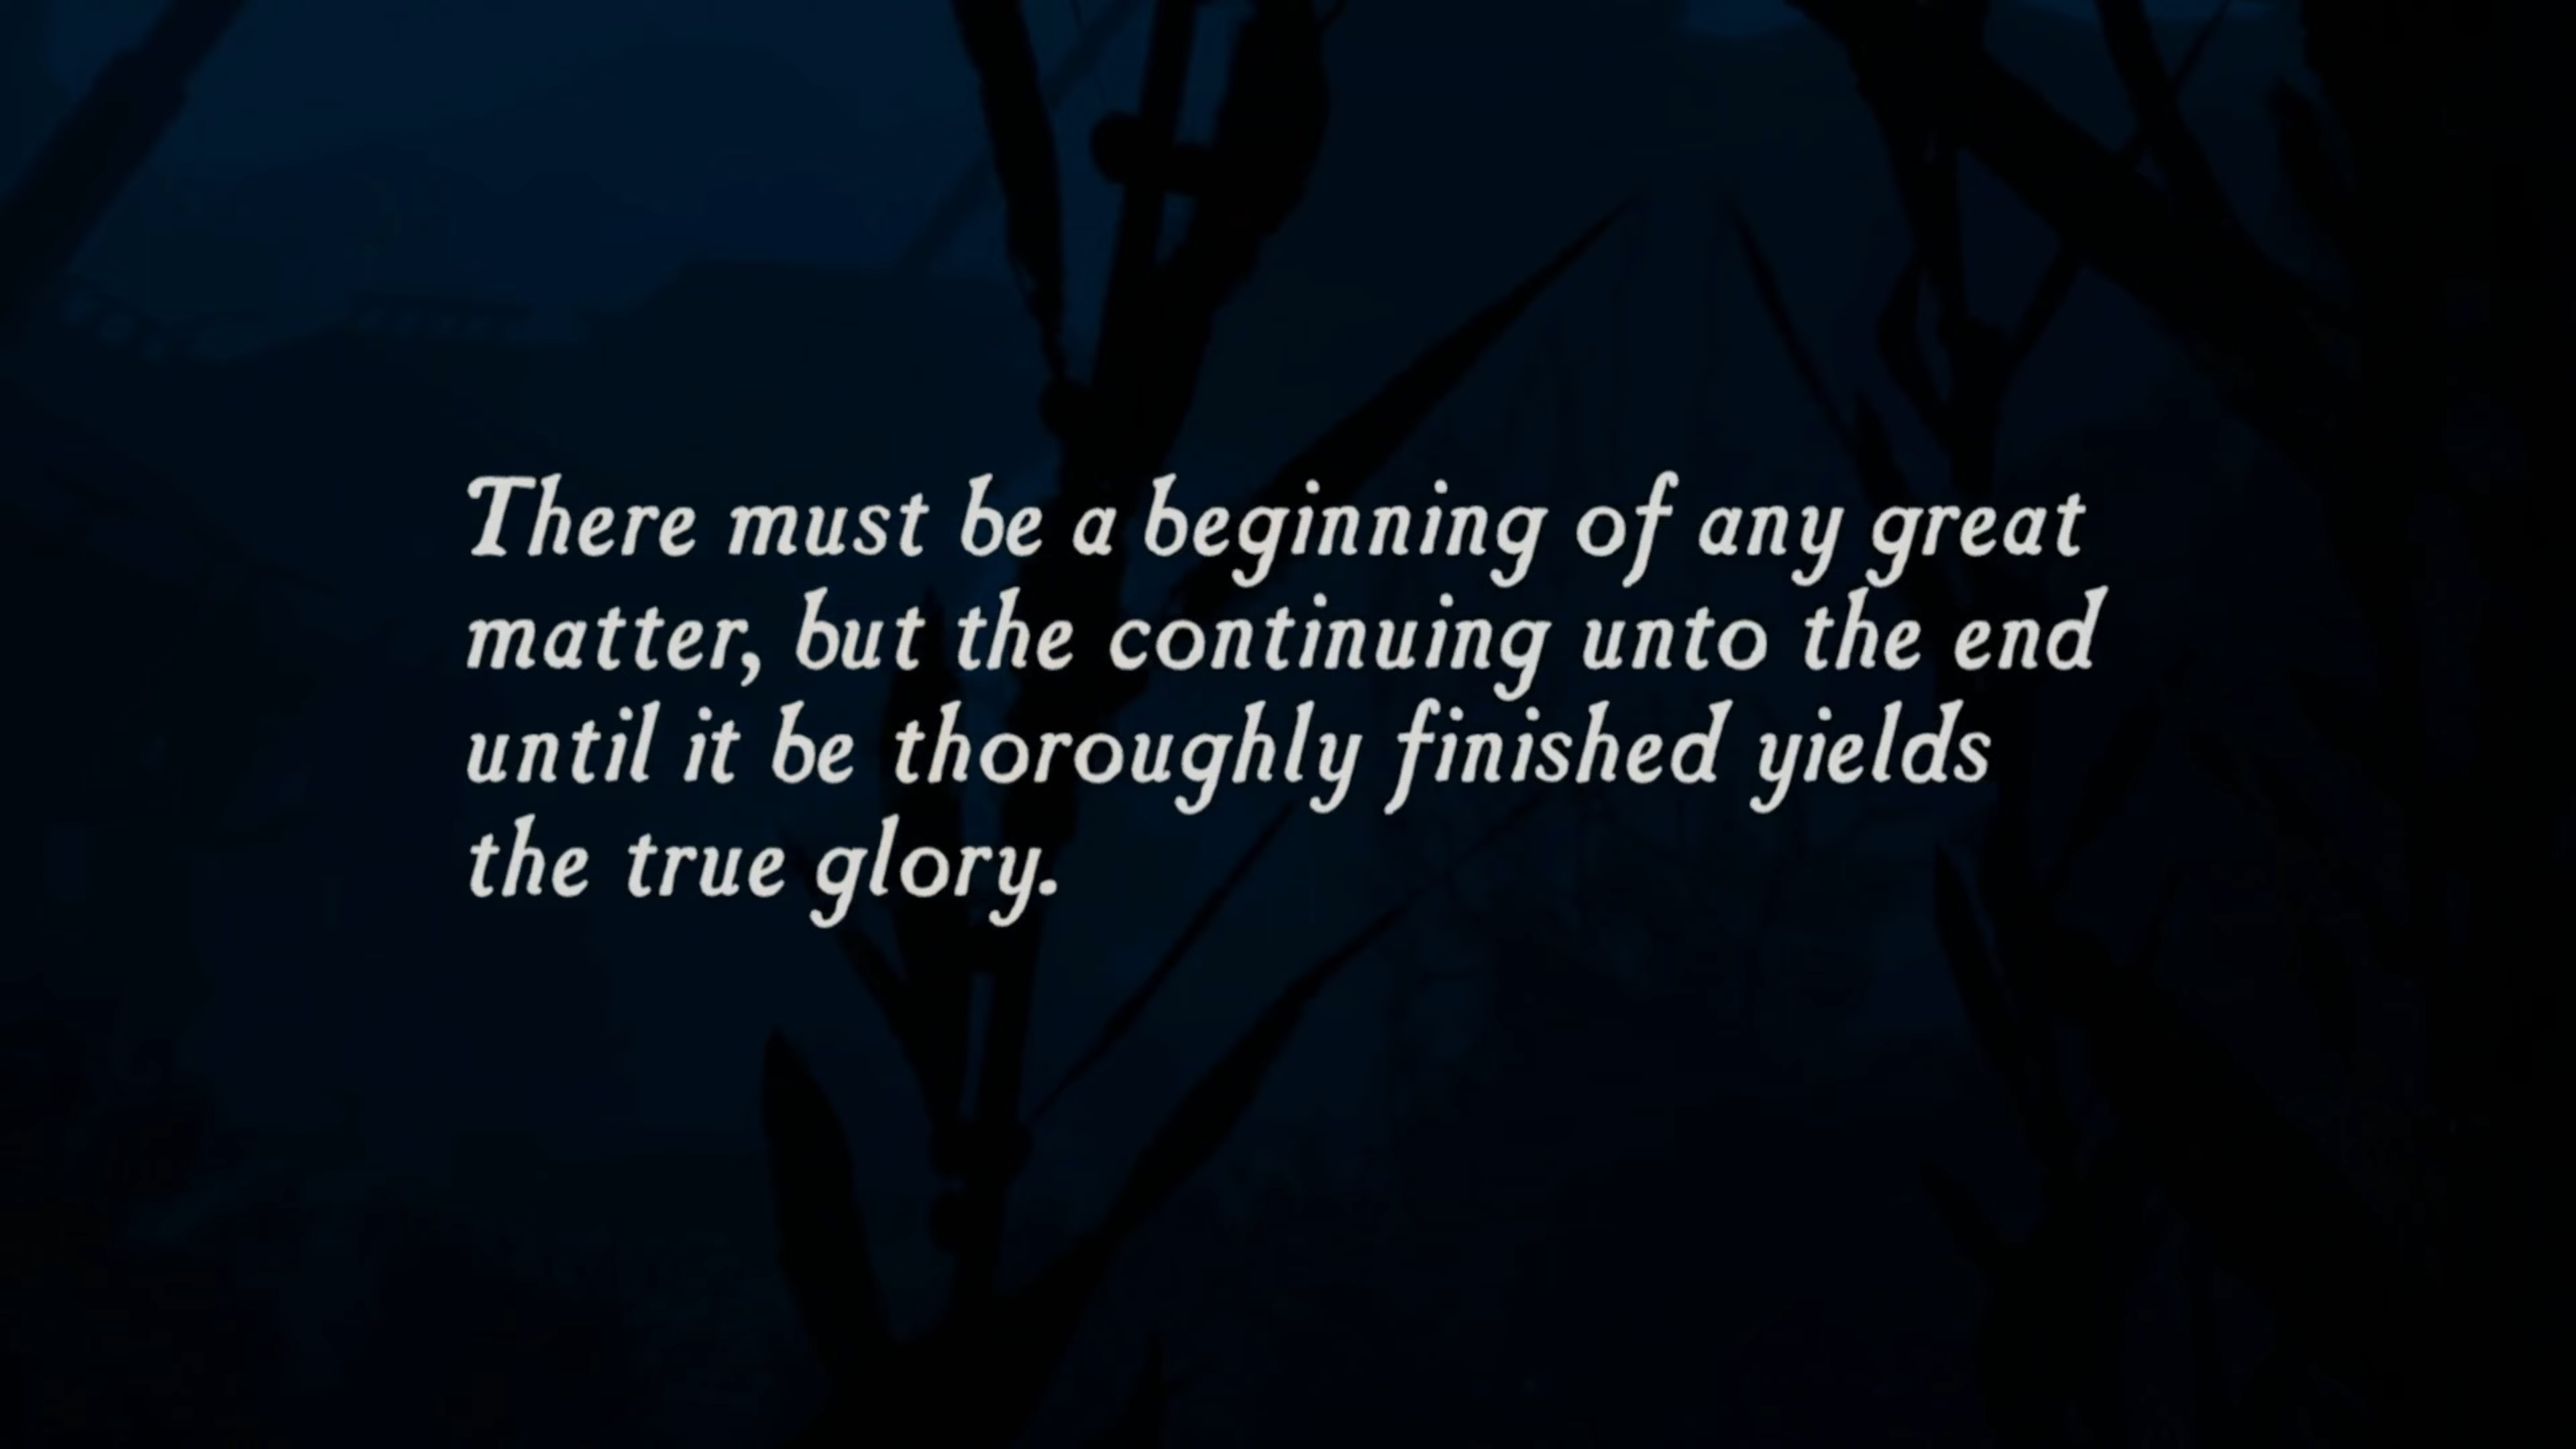 There must be a beginning of any great
matter, but the continuing unto the end
until it be thoroughly finished yields
the true glory.